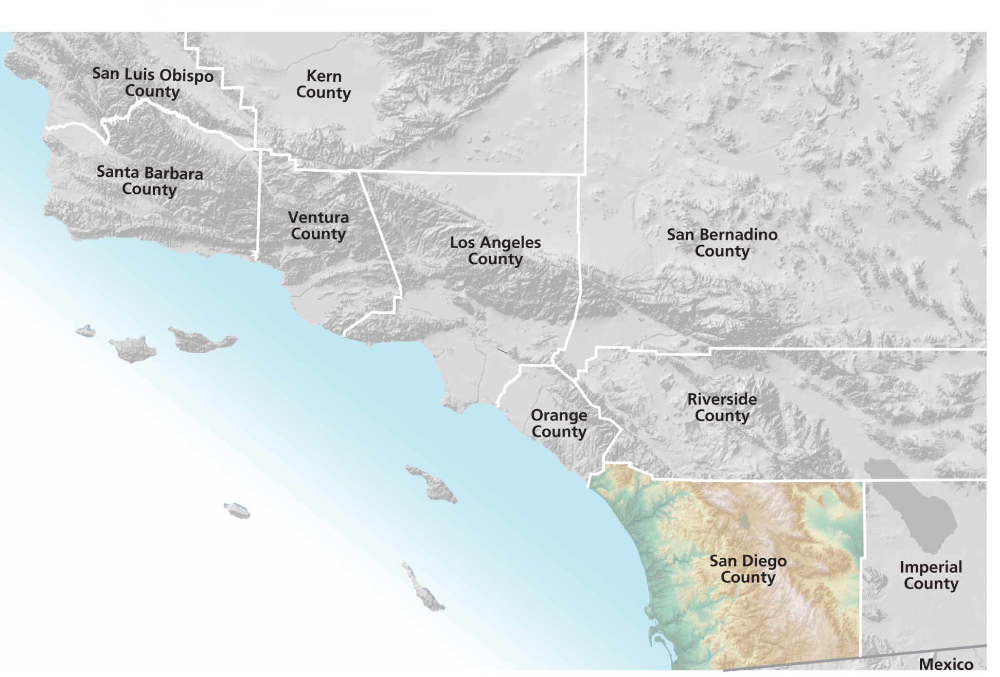 San Luis Obispo
County
Kern
County
Santa Barbara
County
Ventura
County
Los Angeles
County
San Bernadino
County
Riverside
County
Orange
County
San Diego
County
Imperial
County
Mexico